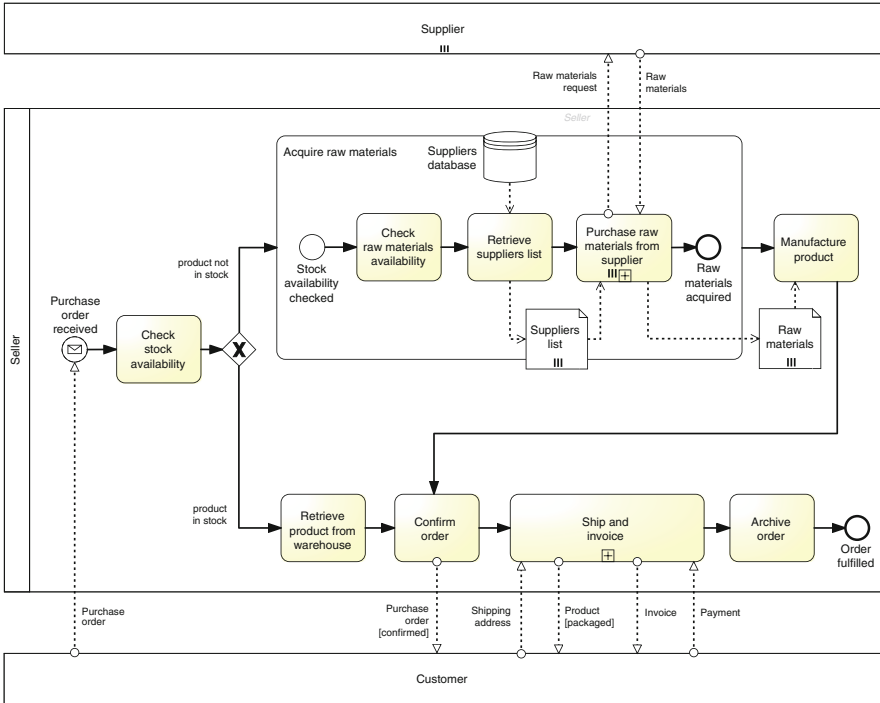 Supplier
Raw materials
request
Raw
materials
Seller
Seller
Acquire raw materials
Suppliers
database
Check
raw materials
availability
Retrieve
suppliers list
Purchase raw
materials from
supplier
Manufacture
product
product not
in stock
Stock
availability
checked
Raw
materials
acquired
Purchase
order
received
Check
stock
availability
X
Suppliers
list
Raw
materials
product
in stock
Retrieve
product from
warehouse
Confirm
order
Ship and
invoice
Archive
order
Order
fulfilled
Purchase
order
Purchase
order
[confirmed]
Shipping
address
Product
[packaged]
Invoice
Payment
Customer